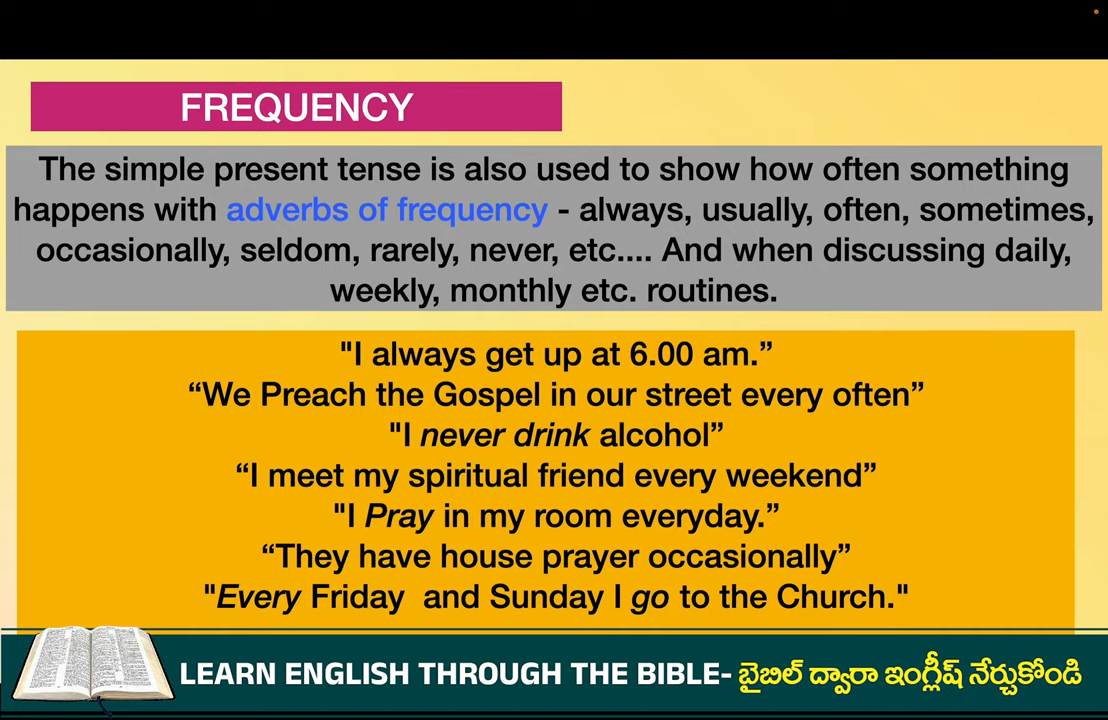 FREQUENCY
The simple present tense is also used to show how often something
happens with adverbs of frequency - always, usually, often, sometimes,
occasionally, seldom, rarely, never, etc.... And when discussing daily,
weekly, monthly etc. routines.
"I always get up at 6.00 am.”
“We Preach the Gospel in our street every often”
"I never drink alcohol”
“I meet my spiritual friend every weekend”
"I Pray in my room everyday.”
“They have house prayer occasionally”
"Every Friday  and Sunday I go to the Church."
LEARN ENGLISH THROUGH THE BIBLE- బైబిల్ ద్వారా ఇంగ్లీష్ నేర్చుకోండి